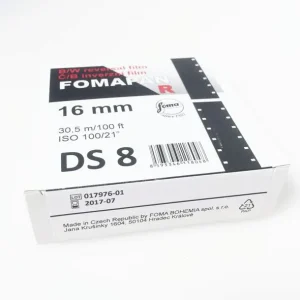 B/W reversal film
Č/B inverzní film
FOMAPAN R
foma
16 mm
30,5 m/100 ft
ISO 100/21°
DS 8
017976-01
2017-07
Made in Czech Republic by FOMA BOHEMIA spol. s r.o.
Jana Krušinky 1604, 50104 Hradec Králové